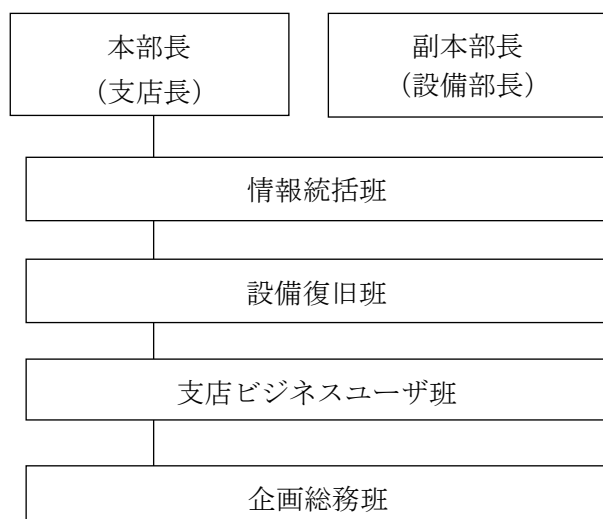 本部長
（支店長）
副本部長
（設備部長）
情報統括班
設備復旧班
支店ビジネスユーザ班
企画総務班